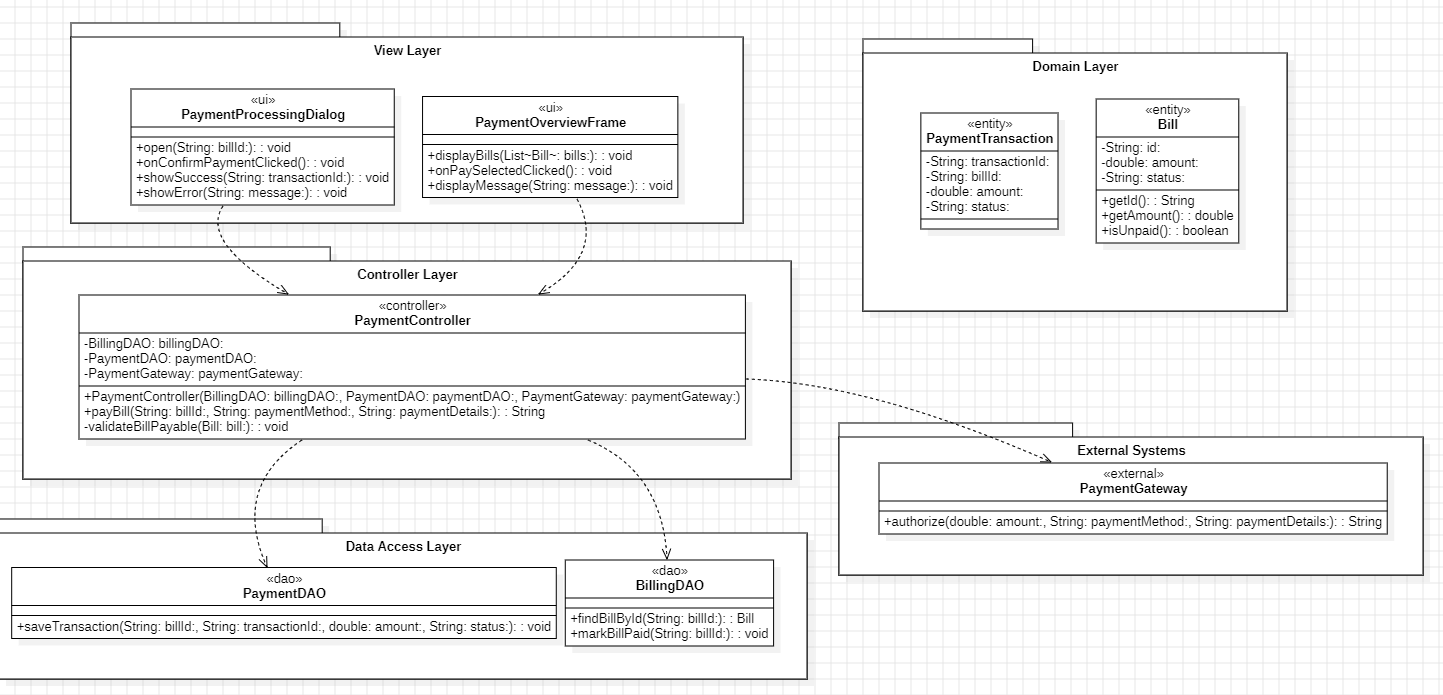 View Layer
«ui»
PaymentProcessingDialog
+open(String: billId:): : void
+onConfirmPaymentClicked(): : void
+showSuccess(String: transactionId:): : void
+showError(String: message:): : void
«ui»
PaymentOverviewFrame
+displayBills(List~Bill~: bills:): : void
+onPaySelectedClicked(): : void
+displayMessage(String: message:): : void
Domain Layer
«entity»
PaymentTransaction
-String: transactionId:
-String: billId:
-double: amount:
-String: status:
«entity»
Bill
-String: id:
-double: amount:
-String: status:
+getId(): : String
+getAmount(): : double
+isUnpaid(): : boolean
Controller Layer
«controller»
PaymentController
-BillingDAO: billingDAO:
-PaymentDAO: paymentDAO:
-PaymentGateway: paymentGateway:
+PaymentController(BillingDAO: billingDAO:, PaymentDAO: paymentDAO:, PaymentGateway: paymentGateway:)
+payBill(String: billId:, String: paymentMethod:, String: paymentDetails:): : String
-validateBillPayable(Bill: bill:): : void
External Systems
«external»
PaymentGateway
+authorize(double: amount:, String: paymentMethod:, String: paymentDetails:): : String
Data Access Layer
«dao»
PaymentDAO
+saveTransaction(String: billId:, String: transactionId:, double: amount:, String: status:): : void
«dao»
BillingDAO
+findBillById(String: billId:): : Bill
+markBillPaid(String: billId:): : void